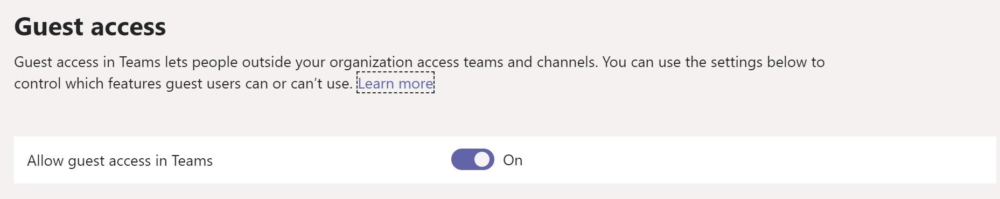 Guest access
Guest access in Teams lets people outside your organization access teams and channels. You can use the settings below to
control which features guest users can or can’t use. Learn more
Allow guest access in Teams On